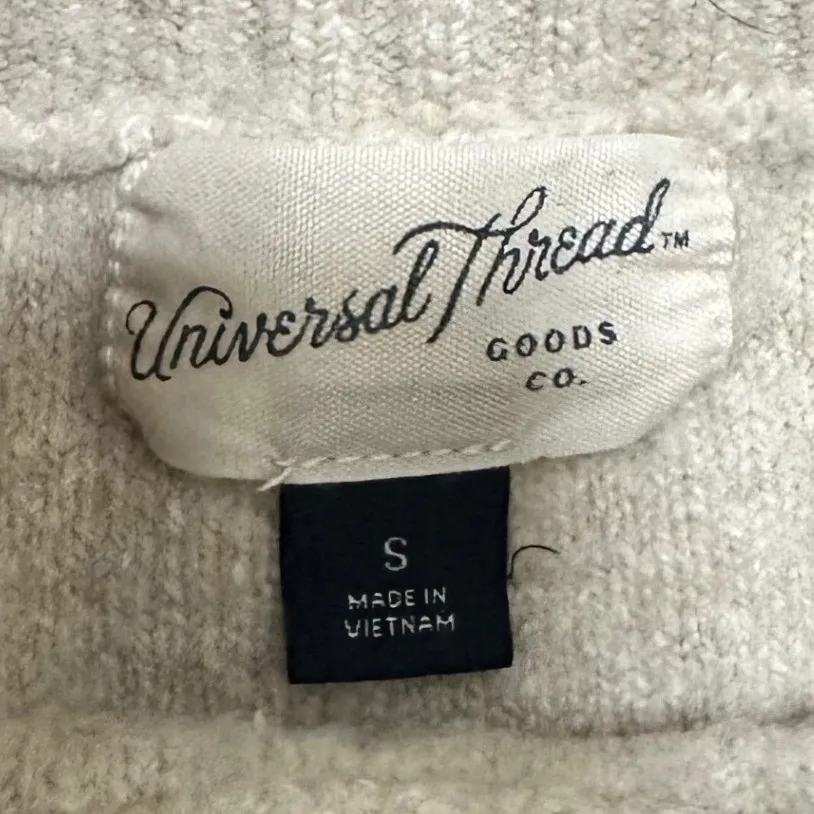 Universal Thread™
GOODS
CO.
S
MADE IN
VIETNAM